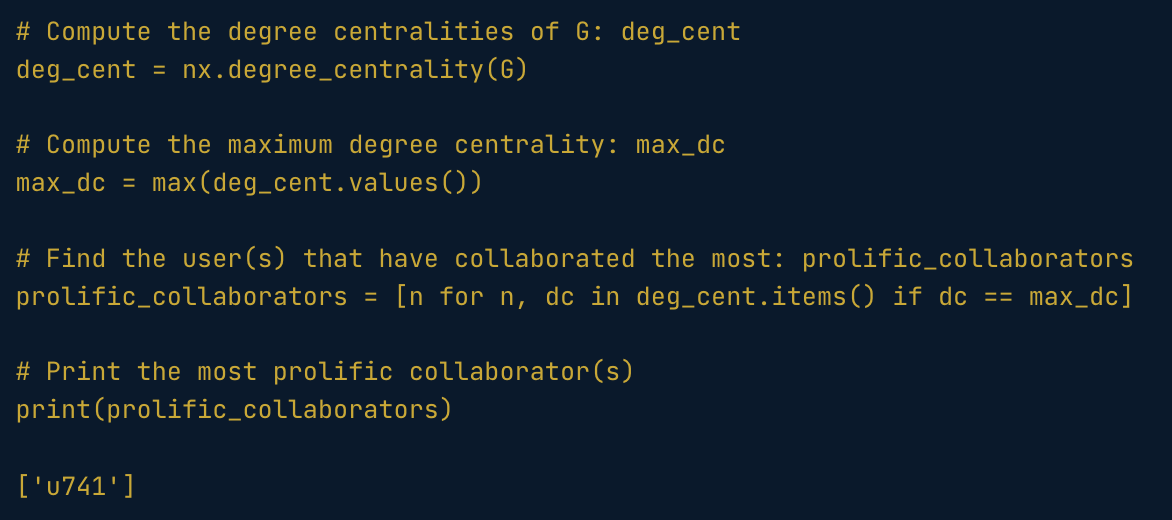 # Compute the degree centralities of G: deg_cent
deg_cent = nx.degree_centrality(G)
# Compute the maximum degree centrality: max_dc
max_dc = max(deg_cent.values())
# Find the user(s) that have collaborated the most: prolific_collaborators
prolific_collaborators = [n for n, dc in deg_cent.items() if dc == max_dc]
# Print the most prolific collaborator(s)
print(prolific_collaborators)
['u741']